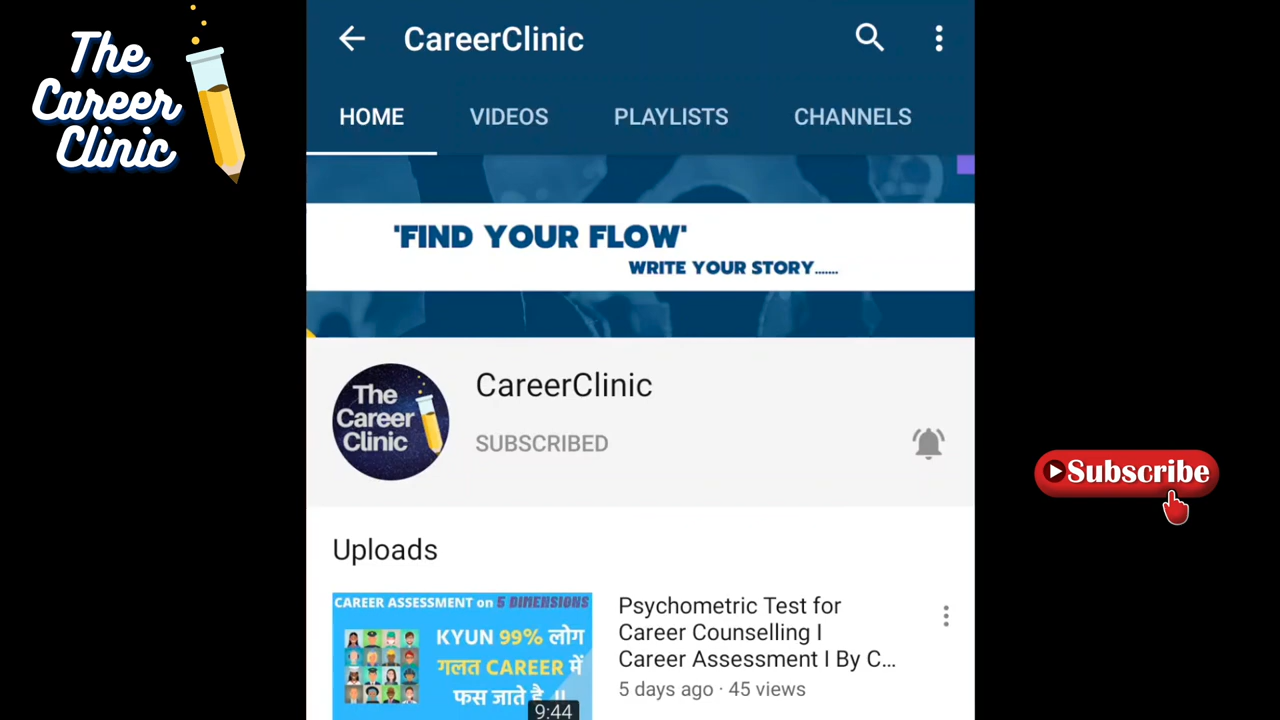 The
Career
Clinic
CareerClinic
HOME VIDEOS PLAYLISTS CHANNELS
'FIND YOUR FLOW'
WRITE YOUR STORY.......
The
Career
Clinic
CareerClinic
SUBSCRIBED
Subscribe
Uploads
CAREER ASSESSMENT on 5 DIMENSIONS
KYUN 99% लोग
गलत CAREER में
फस जाते है !!
9:44
Psychometric Test for
Career Counselling I
Career Assessment I By C...
5 days ago · 45 views